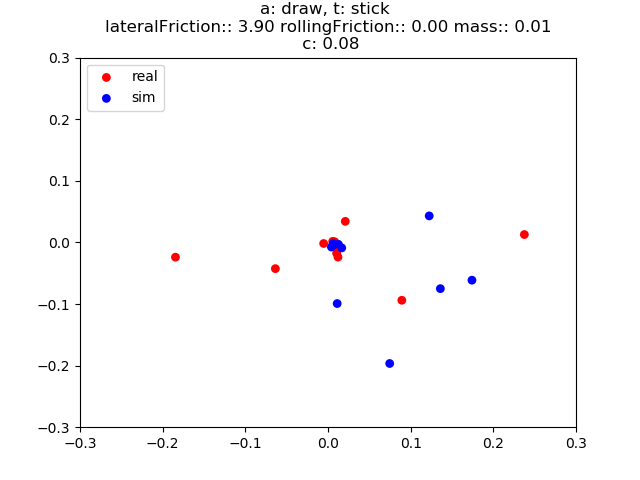 a: draw, t: stick
lateralFriction:: 3.90 rollingFriction:: 0.00 mass:: 0.01
c: 0.08
real
sim
0.3
0.2
0.1
0.0
−0.1
−0.2
−0.3
−0.3 −0.2 −0.1 0.0 0.1 0.2 0.3